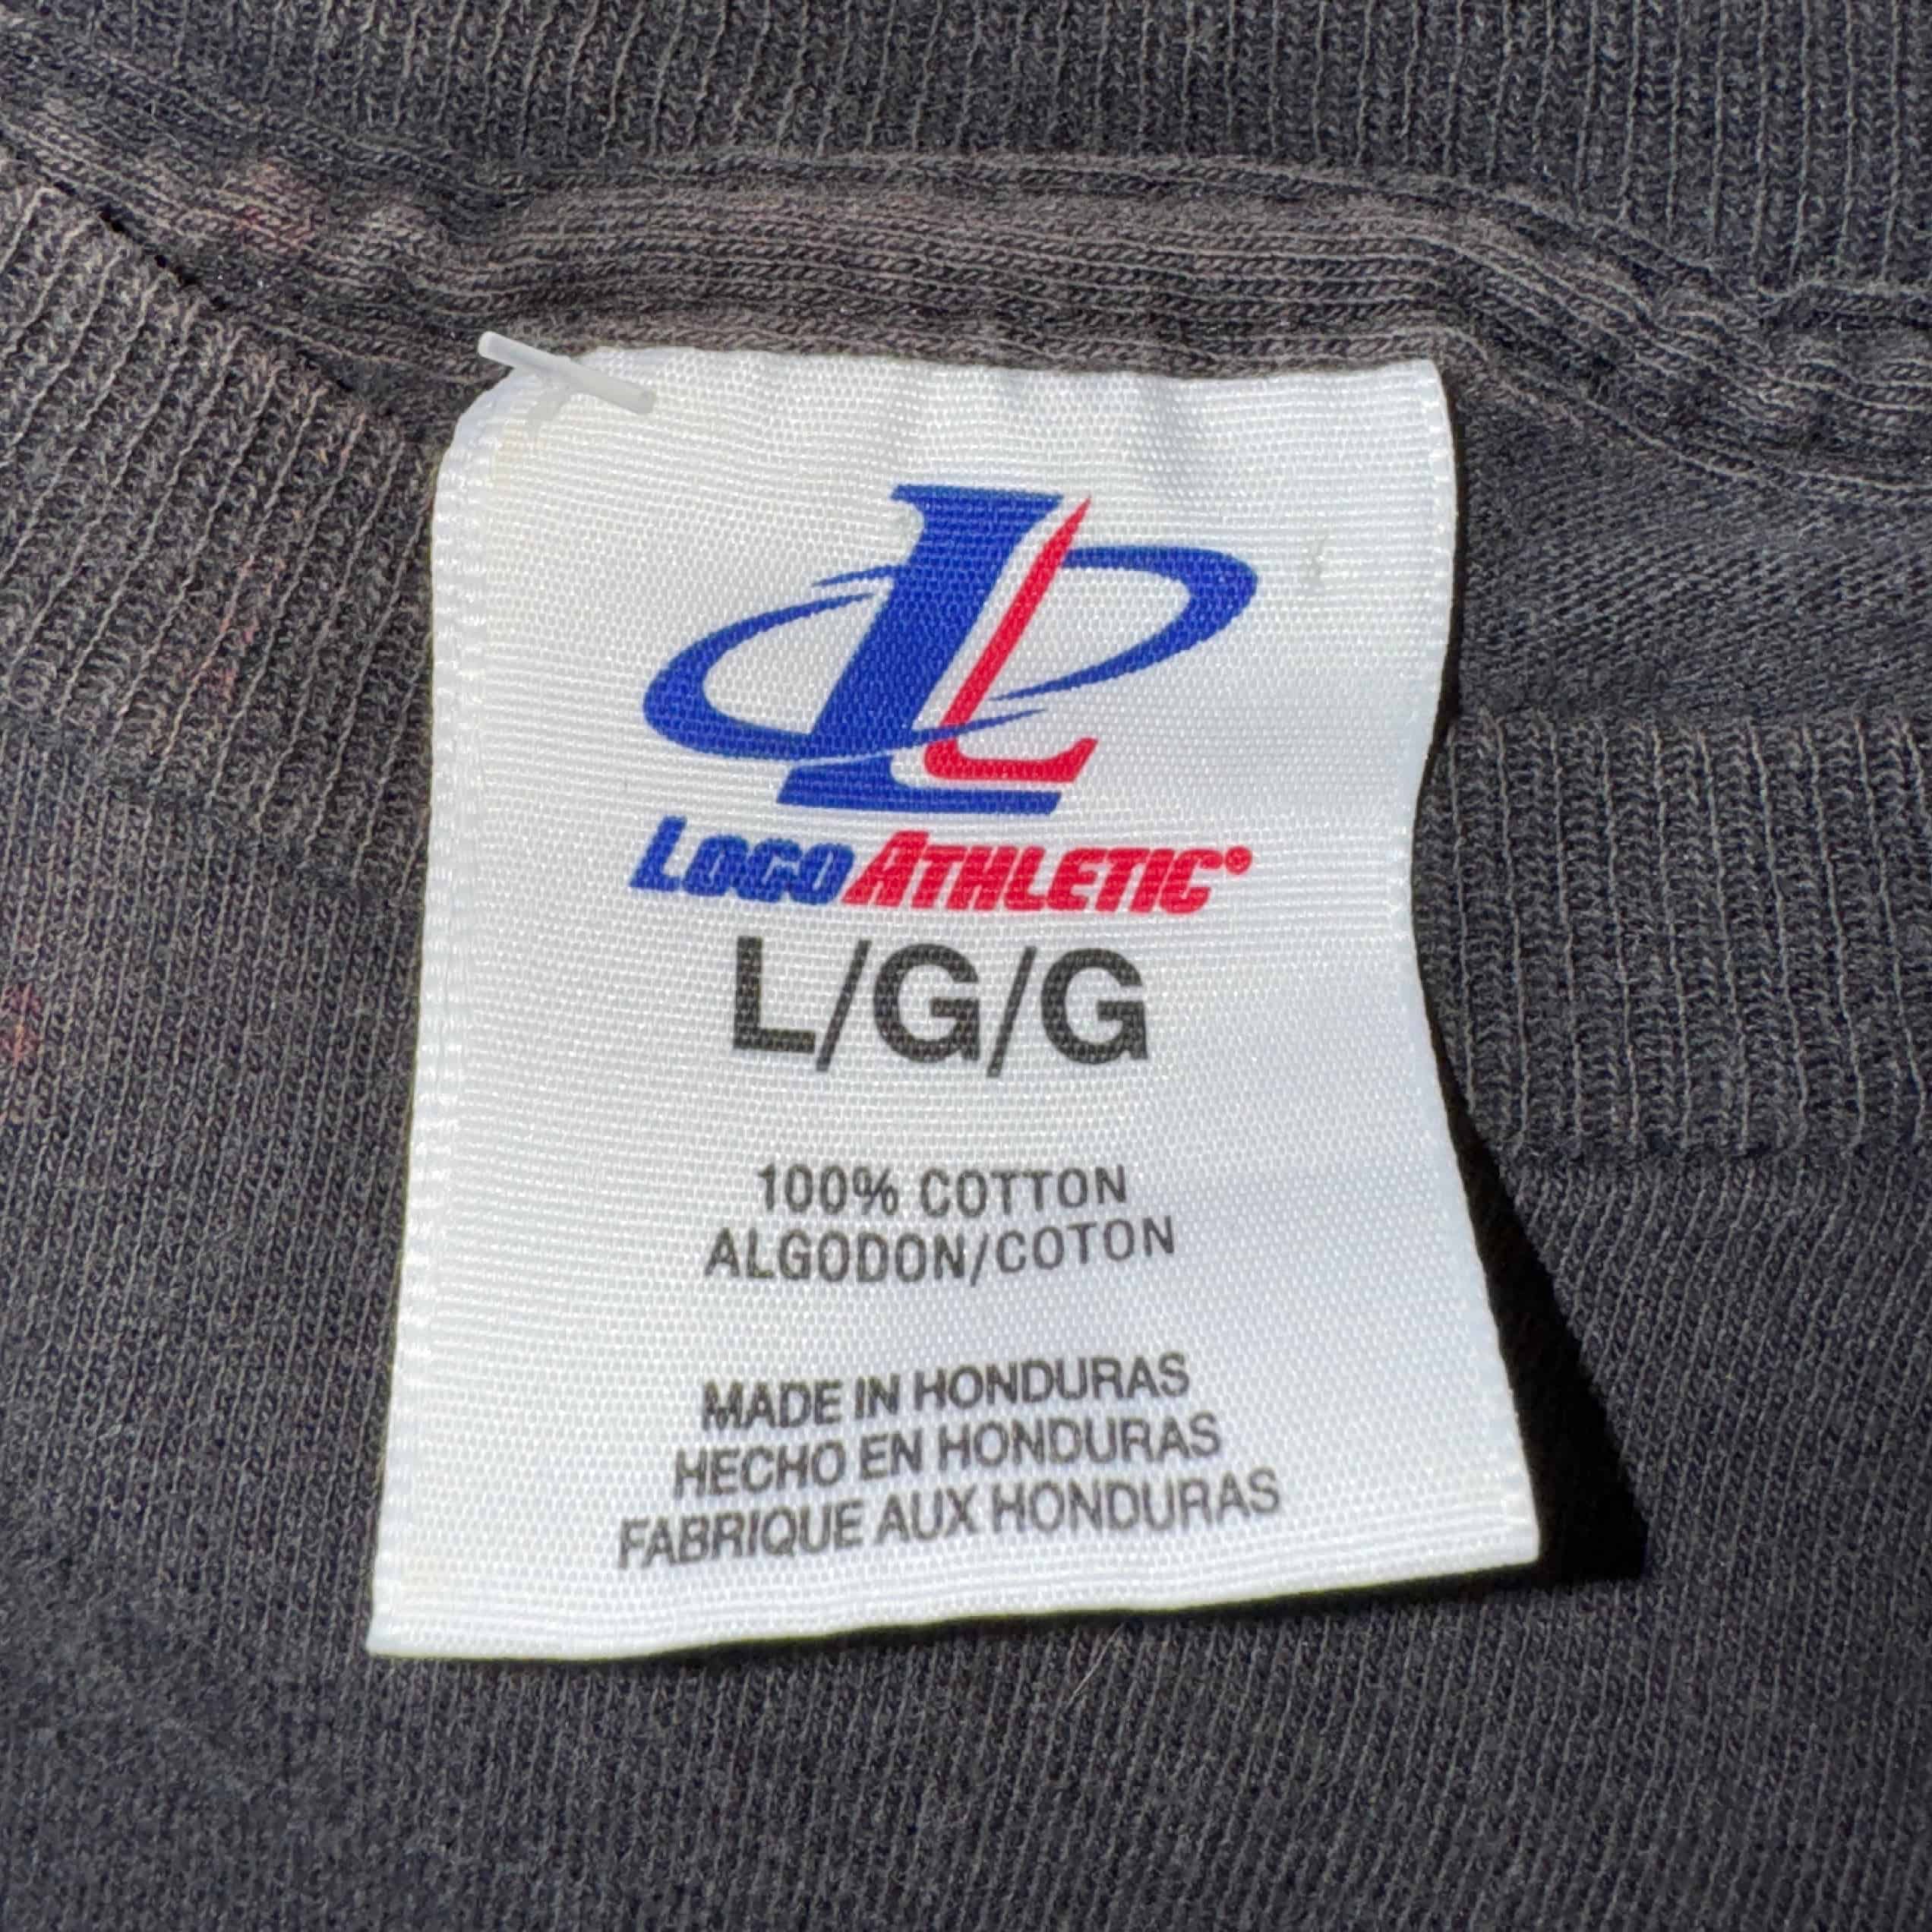 L
LOGO ATHLETIC®
L/G/G
100% COTTON
ALGODON/COTON
MADE IN HONDURAS
HECHO EN HONDURAS
FABRIQUE AUX HONDURAS